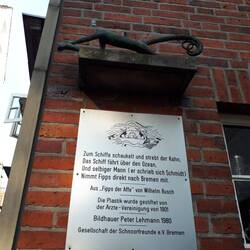 Zum Schiffe schaukelt und strebt der Kahn,
Das Schiff fährt über den Ozean,
Und selbiger Mann (er schrieb sich Schmidt)
Nimmt Fipps direkt nach Bremen mit.
Aus „Fipps der Affe" von Wilhelm Busch
Die Plastik wurde gestiftet von
der Ärzte-Vereinigung von 1901
Bildhauer Peter Lehmann 1980
Gesellschaft der Schnoorfreunde e.V. Bremen